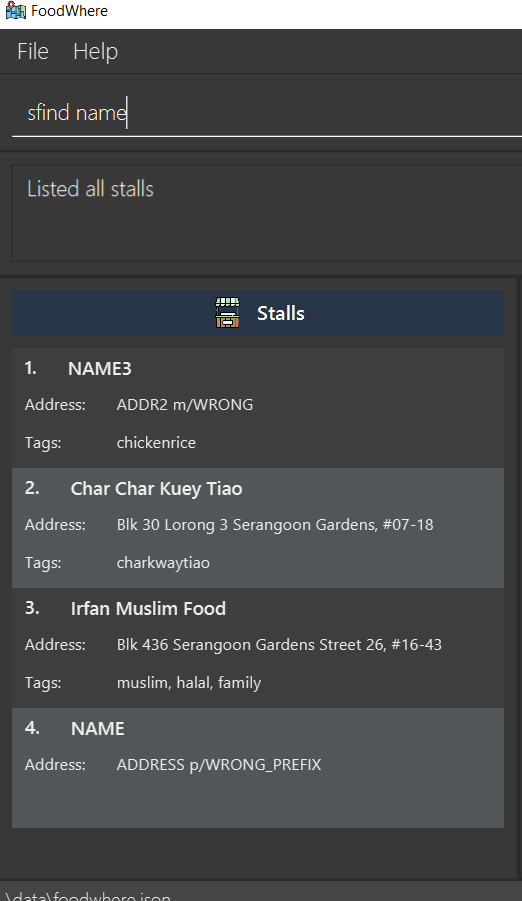 FoodWhere
File Help
sfind name
Listed all stalls
Stalls
1. NAME3
Address: ADDR2 m/WRONG
Tags: chickenrice
2. Char Char Kuey Tiao
Address: Blk 30 Lorong 3 Serangoon Gardens, #07-18
Tags: charkwaytiao
3. Irfan Muslim Food
Address: Blk 436 Serangoon Gardens Street 26, #16-43
Tags: muslim, halal, family
4. NAME
Address: ADDRESS p/WRONG_PREFIX
.\data\foodwhere.json